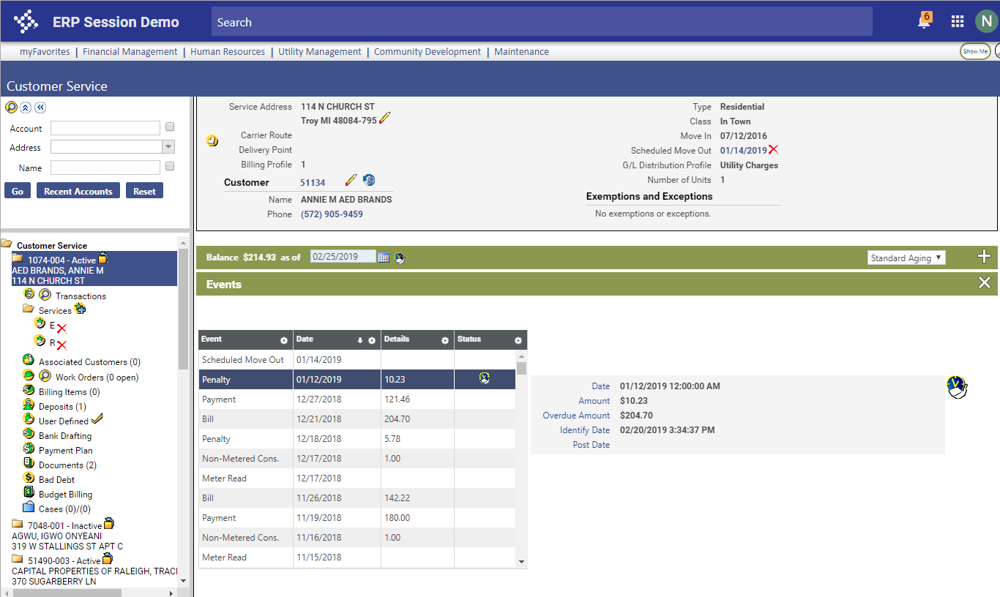 ERP Session Demo
Search
6
N
myFavorites | Financial Management | Human Resources | Utility Management | Community Development | Maintenance
Show Me
Customer Service
Account
Address
Name
Go Recent Accounts Reset
Customer Service
1074-004 - Active
AED BRANDS, ANNIE M
114 N CHURCH ST
Transactions
Services
E
R
Associated Customers (0)
Work Orders (0 open)
Billing Items (0)
Deposits (1)
User Defined
Bank Drafting
Payment Plan
Documents (2)
Bad Debt
Budget Billing
Cases (0)/(0)
7048-001 - Inactive
AGWU, IGWO ONYEANI
319 W STALLINGS ST APT C
51490-003 - Active
CAPITAL PROPERTIES OF RALEIGH, TRACI
370 SUGARBERRY LN
Service Address 114 N CHURCH ST
Troy MI 48084-795
Carrier Route
Delivery Point
Billing Profile 1
Customer 51134
Name ANNIE M AED BRANDS
Phone (572) 905-9459
Type Residential
Class In Town
Move In 07/12/2016
Scheduled Move Out 01/14/2019
G/L Distribution Profile Utility Charges
Number of Units 1
Exemptions and Exceptions
No exemptions or exceptions.
Balance $214.93 as of 02/25/2019 Standard Aging
Events
Event Date Details Status
Scheduled Move Out 01/14/2019
Penalty 01/12/2019 10.23
Payment 12/27/2018 121.46
Bill 12/21/2018 204.70
Penalty 12/18/2018 5.78
Non-Metered Cons. 12/17/2018 1.00
Meter Read 12/17/2018
Bill 11/26/2018 142.22
Payment 11/19/2018 180.00
Non-Metered Cons. 11/16/2018 1.00
Meter Read 11/15/2018
Date 01/12/2019 12:00:00 AM
Amount $10.23
Overdue Amount $204.70
Identify Date 02/20/2019 3:34:37 PM
Post Date